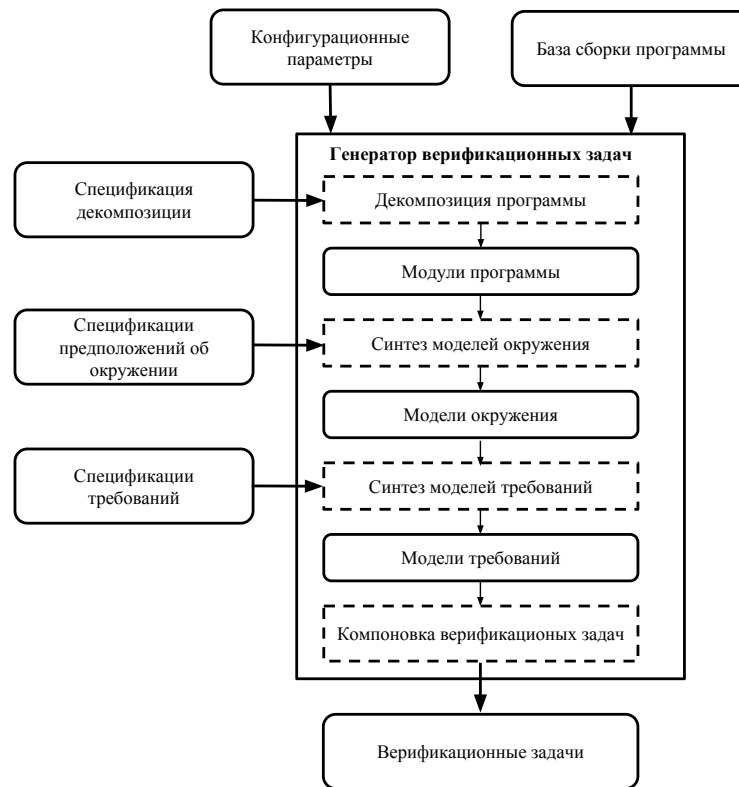 Конфигурационные
параметры
База сборки программы
Генератор верификационных задач
Спецификация
декомпозиции
Декомпозиция программы
Модули программы
Спецификации
предположений об
окружении
Синтез моделей окружения
Модели окружения
Спецификации
требований
Синтез моделей требований
Модели требований
Компоновка верификационых задач
Верификационные задачи